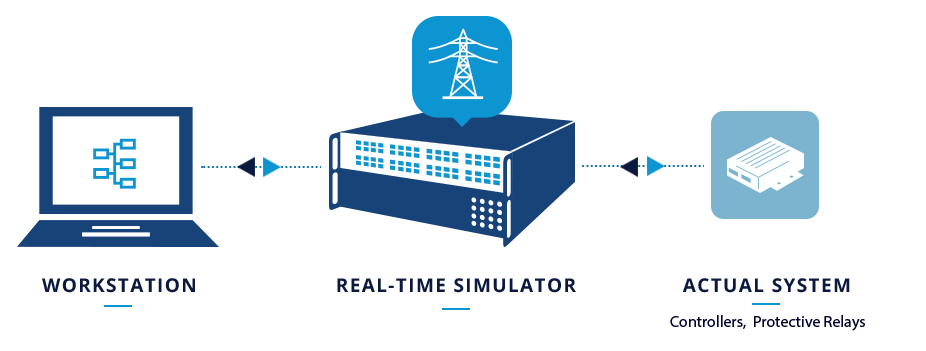 WORKSTATION
REAL-TIME SIMULATOR
ACTUAL SYSTEM
Controllers, Protective Relays